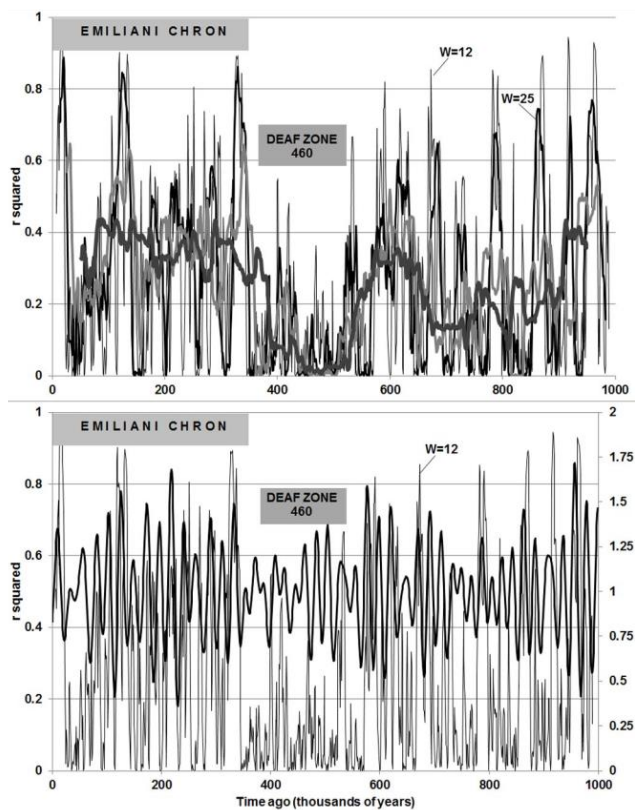 1
EMILIANI CHRON
W=12
0.8
W=25
DEAF ZONE
460
0.6
r squared
0.4
0.2
0
0 200 400 600 800 1000
1 2
EMILIANI CHRON
W=12
1.75
0.8
DEAF ZONE
460
1.5
0.6
1.25
r squared
1
0.4
0.75
0.5
0.2
0.25
0 0
0 200 400 600 800 1000
Time ago (thousands of years)